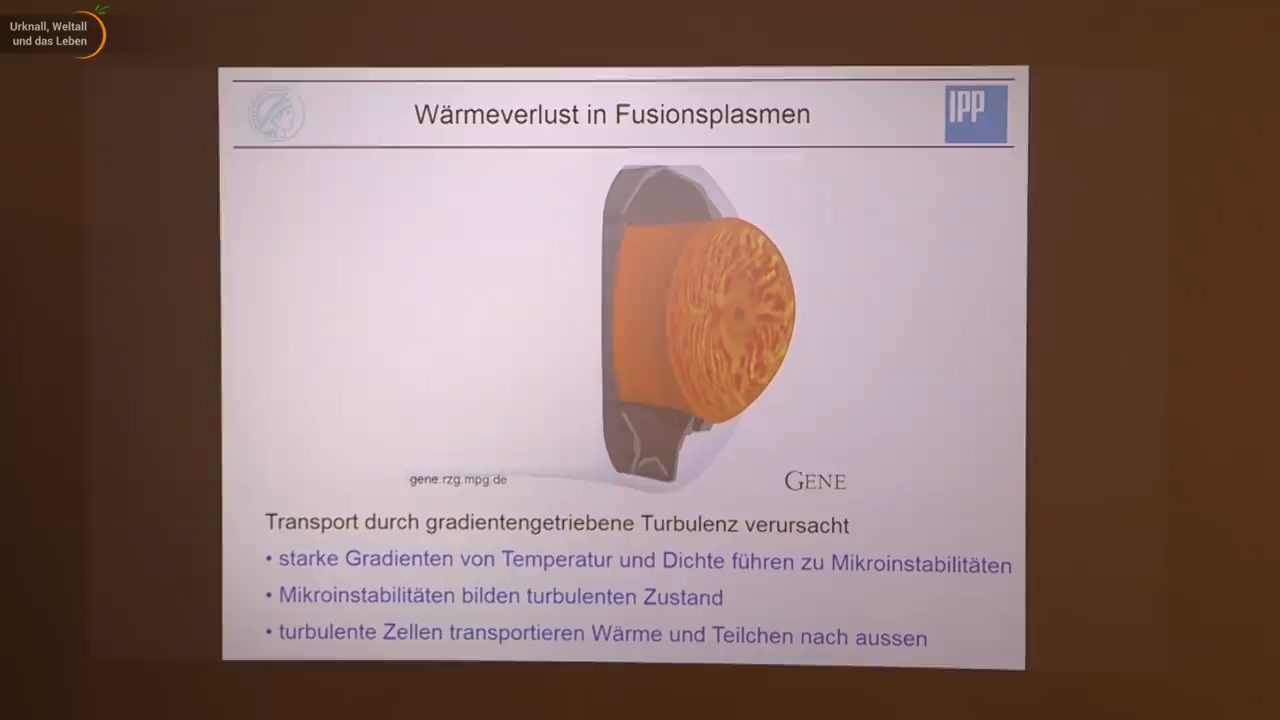 Urknall, Weltall
und das Leben
Wärmeverlust in Fusionsplasmen
IPP
gene.rzg.mpg.de
GENE
Transport durch gradientengetriebene Turbulenz verursacht
• starke Gradienten von Temperatur und Dichte führen zu Mikroinstabilitäten
• Mikroinstabilitäten bilden turbulenten Zustand
• turbulente Zellen transportieren Wärme und Teilchen nach aussen